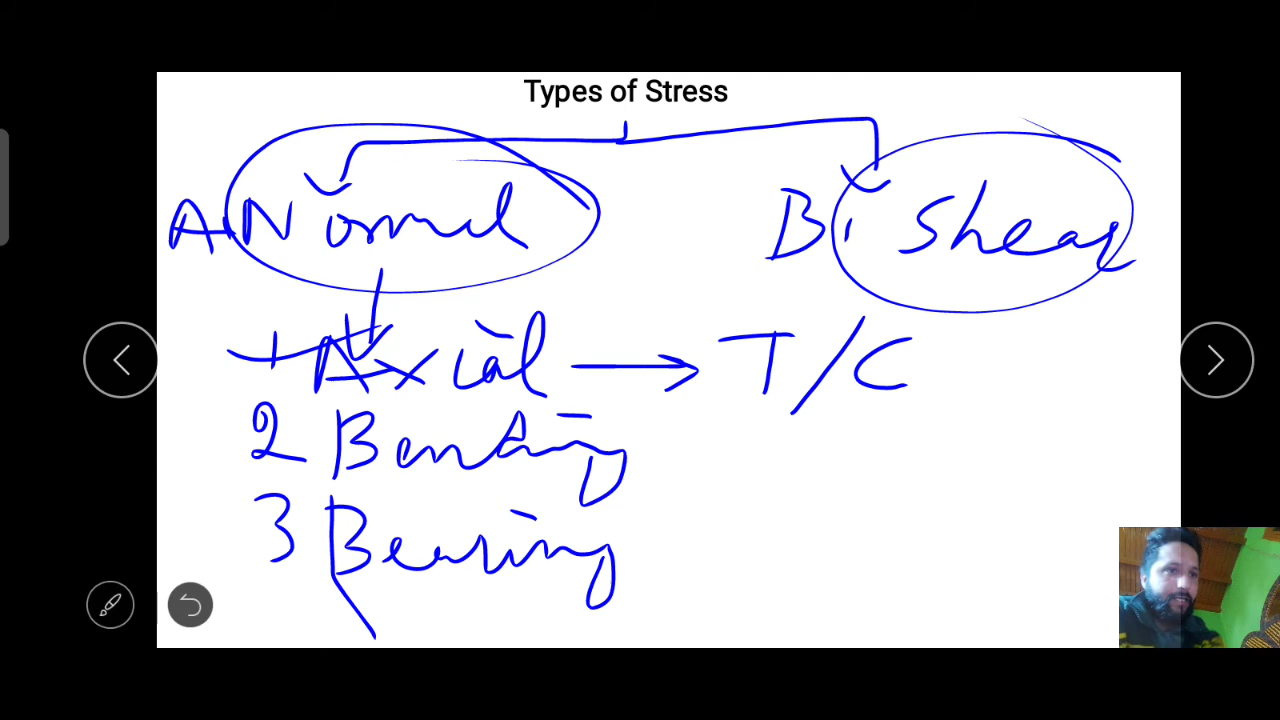 Types of Stress
A. Normal B. Shear
1 Axial → T/C
2 Bending
3 Bearing